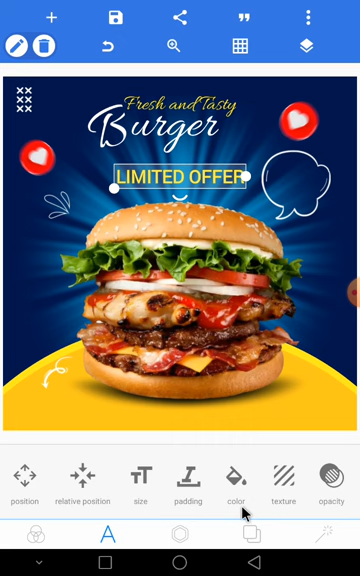 Fresh and Tasty
Burger
LIMITED OFFER
position relative position size padding color texture opacity